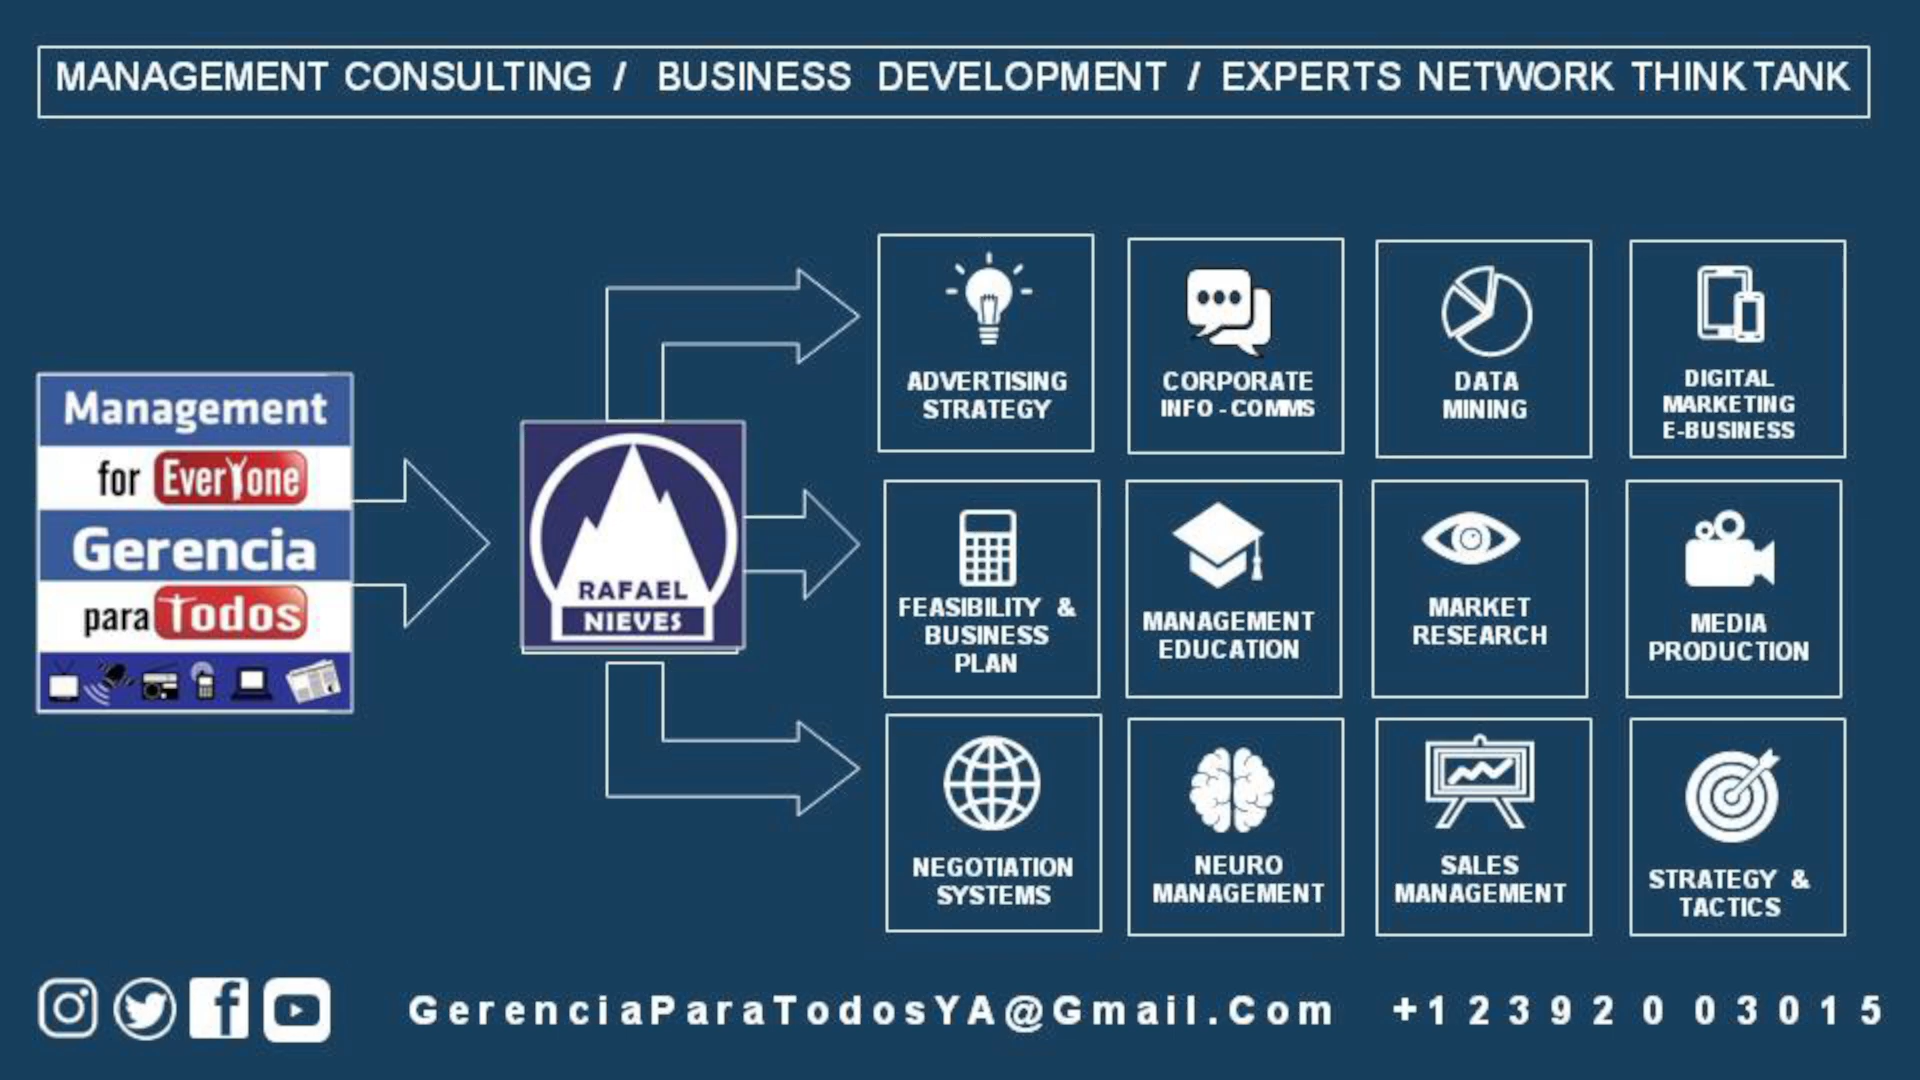 MANAGEMENT CONSULTING / BUSINESS DEVELOPMENT / EXPERTS NETWORK THINK TANK
Management
for EverYone
Gerencia
para Todos
RAFAEL
NIEVES
ADVERTISING
STRATEGY
CORPORATE
INFO - COMMS
DATA
MINING
DIGITAL
MARKETING
E-BUSINESS
FEASIBILITY &
BUSINESS
PLAN
MANAGEMENT
EDUCATION
MARKET
RESEARCH
MEDIA
PRODUCTION
NEGOTIATION
SYSTEMS
NEURO
MANAGEMENT
SALES
MANAGEMENT
STRATEGY &
TACTICS
GerenciaParaTodosYA@Gmail.Com +1 2 3 9 2 0 0 3 0 1 5